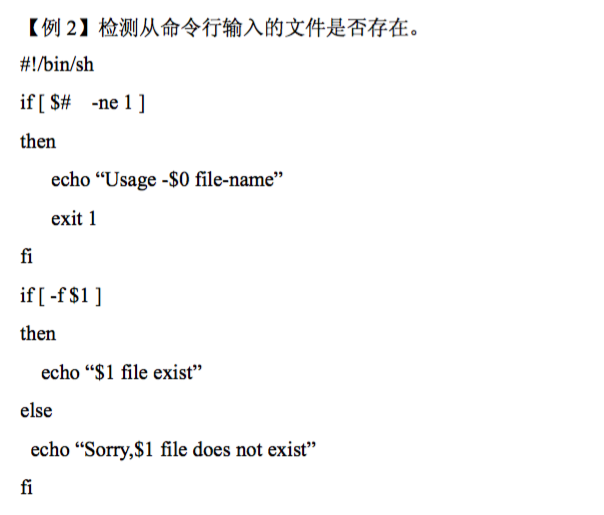 【例 2】检测从命令行输入的文件是否存在。
#!/bin/sh
if [ $# -ne 1 ]
then
echo “Usage -$0 file-name”
exit 1
fi
if [ -f $1 ]
then
echo “$1 file exist”
else
echo “Sorry,$1 file does not exist”
fi